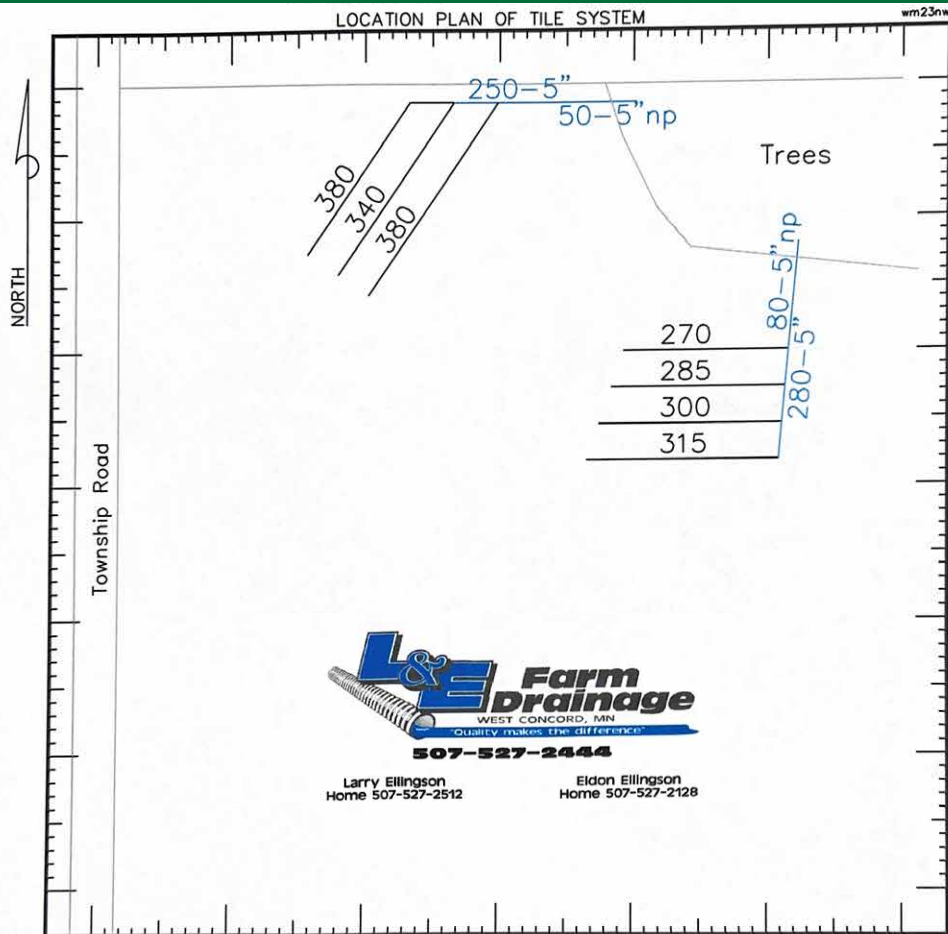 LOCATION PLAN OF TILE SYSTEM
wm23nw
250-5"
50-5"np
Trees
380
340
380
NORTH
80-5"np
280-5"
270
285
300
315
Township Road
L&E Farm Drainage
WEST CONCORD, MN
"Quality makes the difference"
507-527-2444
Larry Ellingson
Home 507-527-2512
Eldon Ellingson
Home 507-527-2128